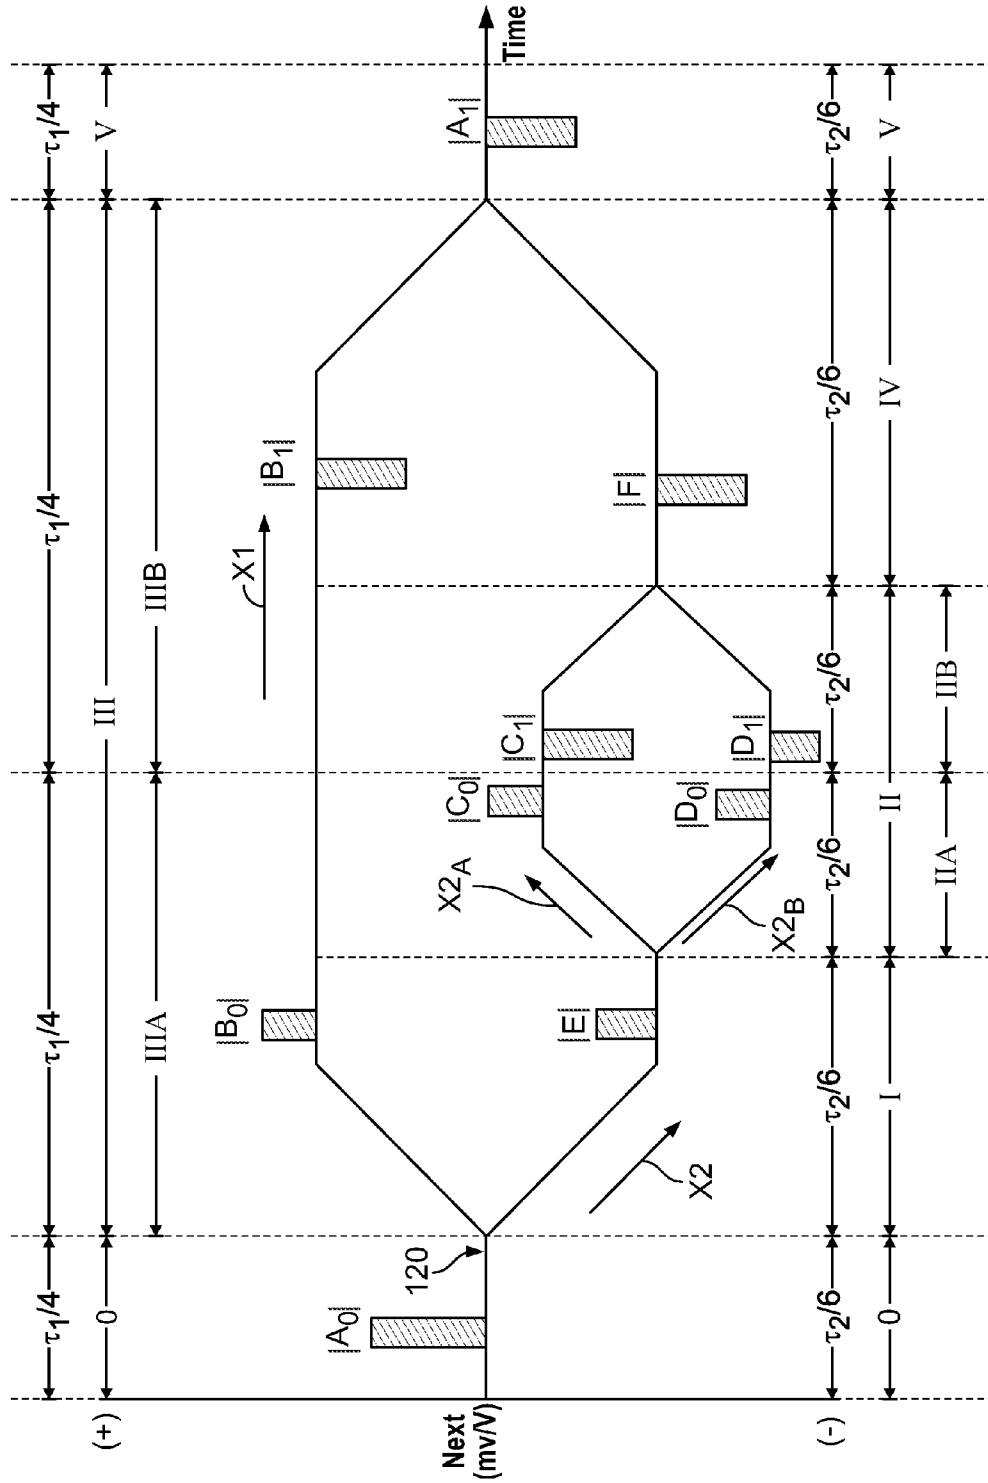 τ1/4 τ1/4 τ1/4 τ1/4
(+) 0 III V
IIIA IIIB
X1
|B0| |B1|
|A0|
120
Next
(mv/V)
|C0| |C1|
|A1|
Time
X2A
|E| |F|
X2
X2B
|D0| |D1|
(-) τ2/6 τ2/6 τ2/6 τ2/6 τ2/6 τ2/6
0 I II IV V
IIA IIB